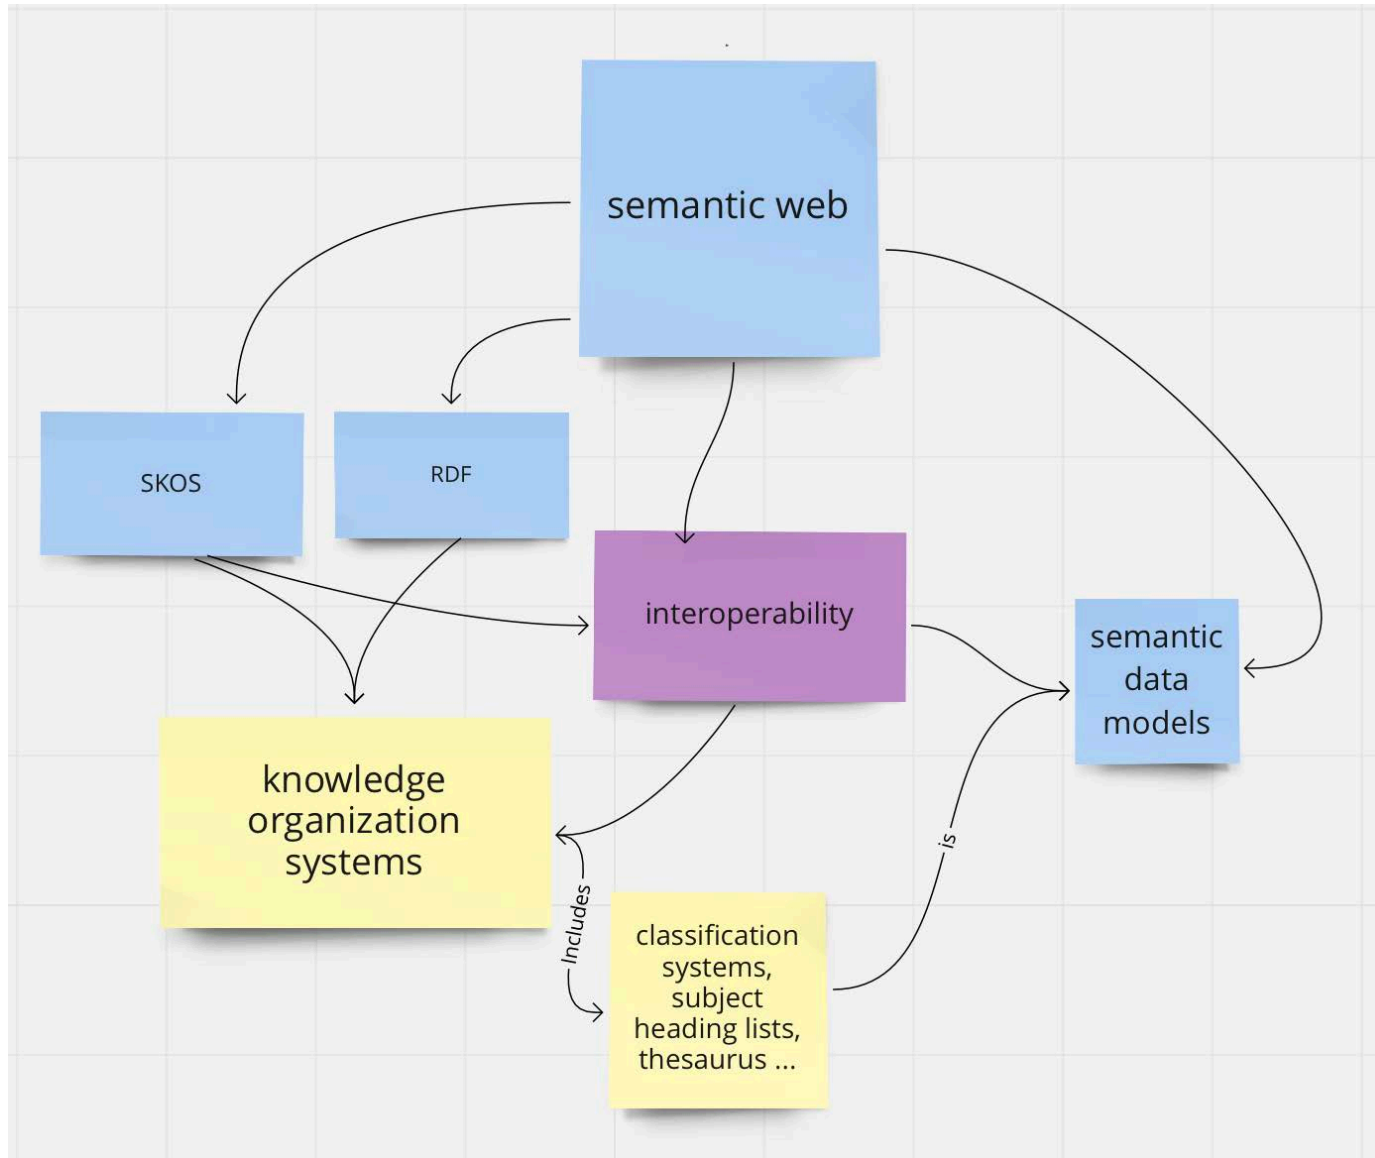 semantic web
SKOS
RDF
interoperability
semantic
data
models
knowledge
organization
systems
is
Includes
classification
systems,
subject
heading lists,
thesaurus ...